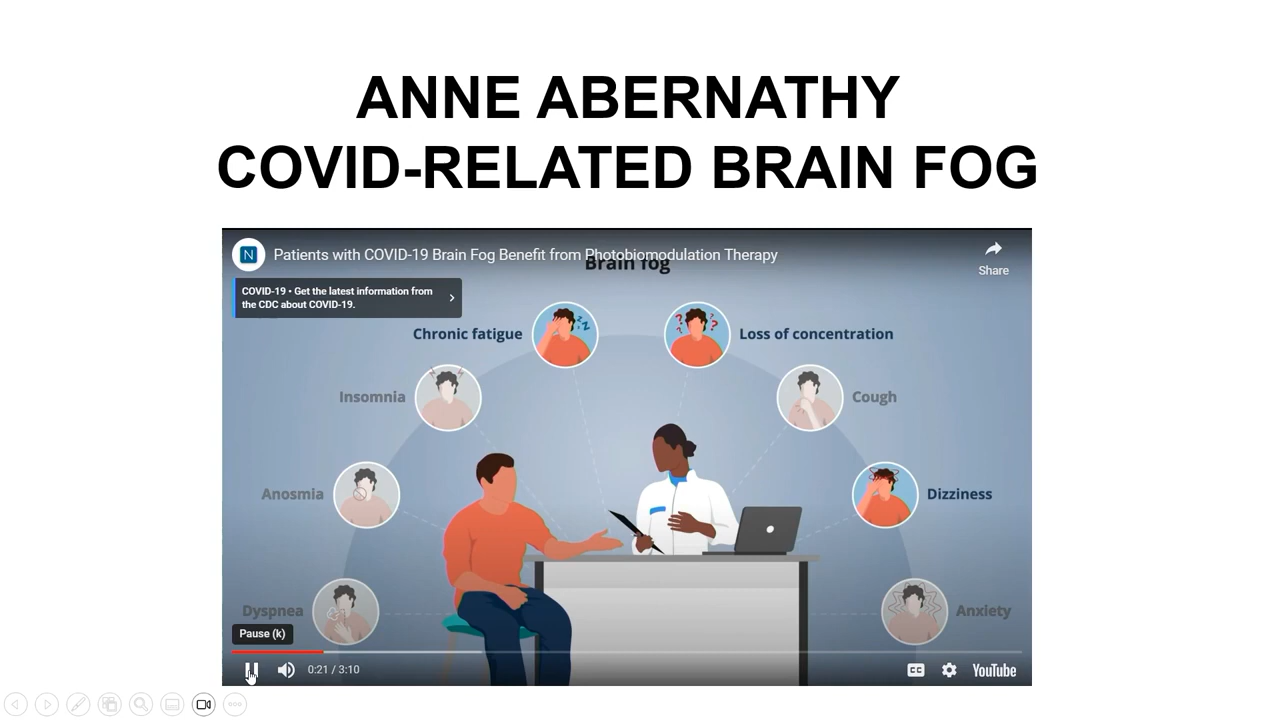 ANNE ABERNATHY
COVID-RELATED BRAIN FOG
N
Patients with COVID-19 Brain Fog Benefit from Photobiomodulation Therapy
Share
Brain fog
COVID-19 • Get the latest information from
the CDC about COVID-19.
Chronic fatigue
Loss of concentration
Insomnia
Cough
Anosmia
Dizziness
Dyspnea
Anxiety
Pause (k)
0:21 / 3:10
CC
YouTube